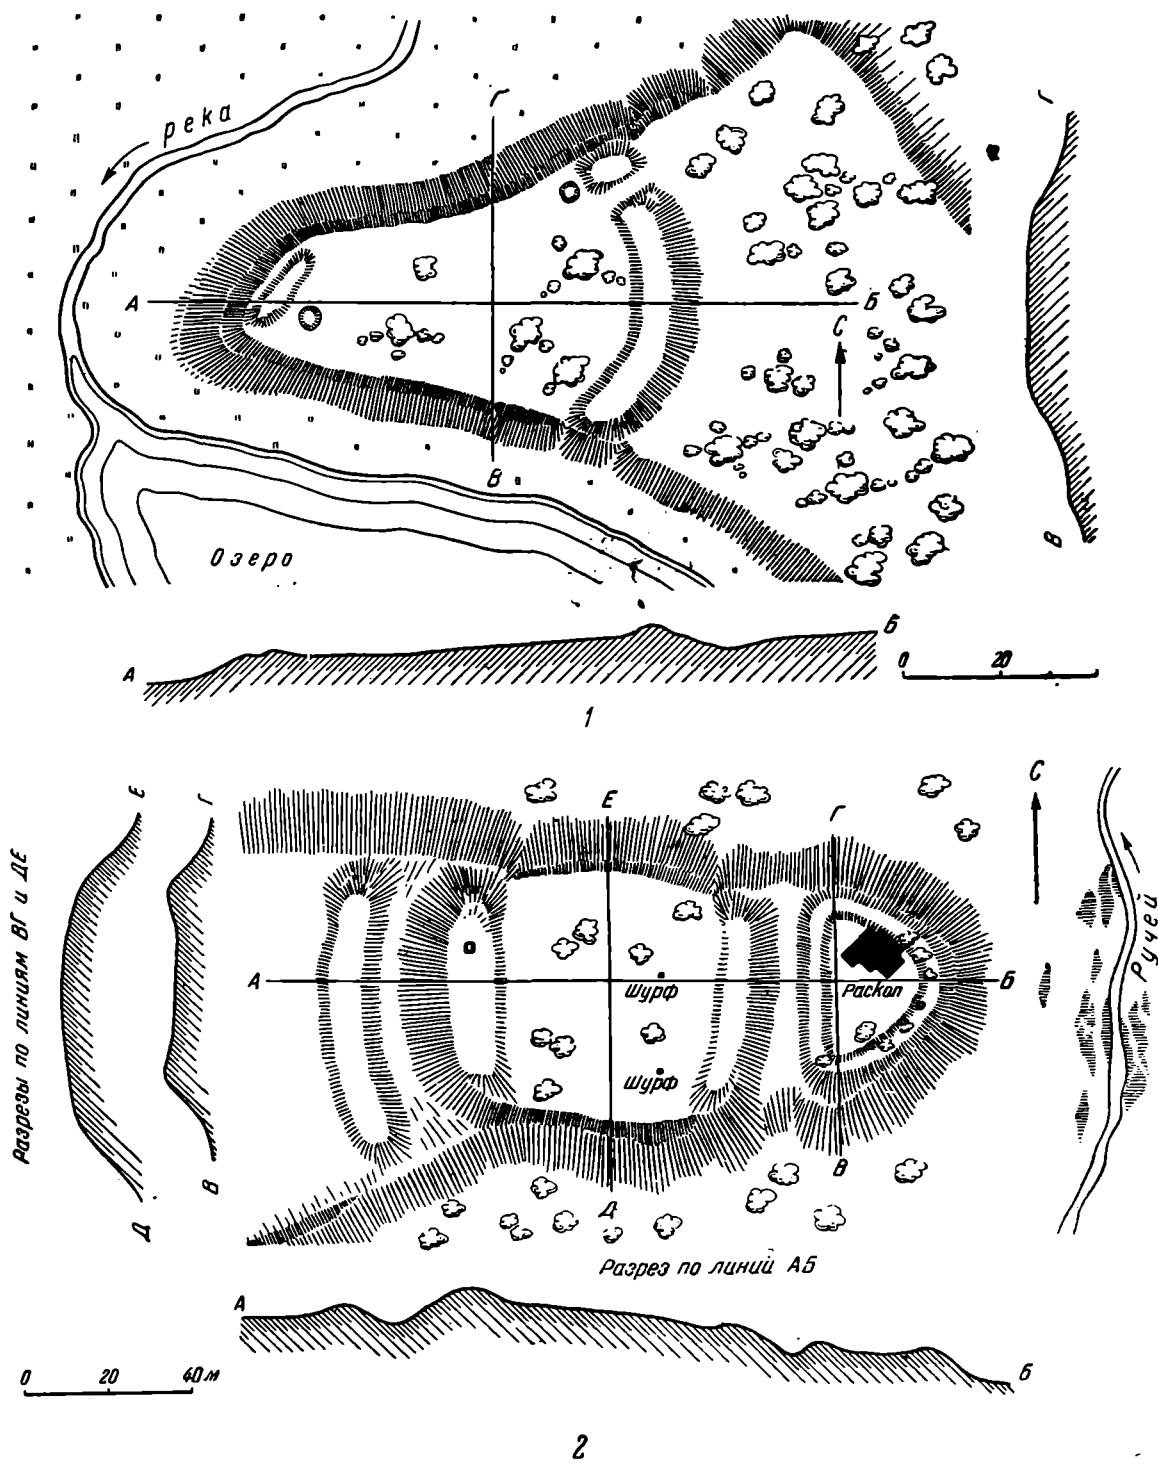 река
Г
Г
А
Б
С
В
В
Озеро
А
Б
0 20
1
Е
Г
Е
Г
С
Разрезы по линиям ВГ и ДЕ
Ручей
А
Шурф
Раскоп
Б
Шурф
В
В
Д
Д
Разрез по линий АБ
А
Б
0 20 40 м
2